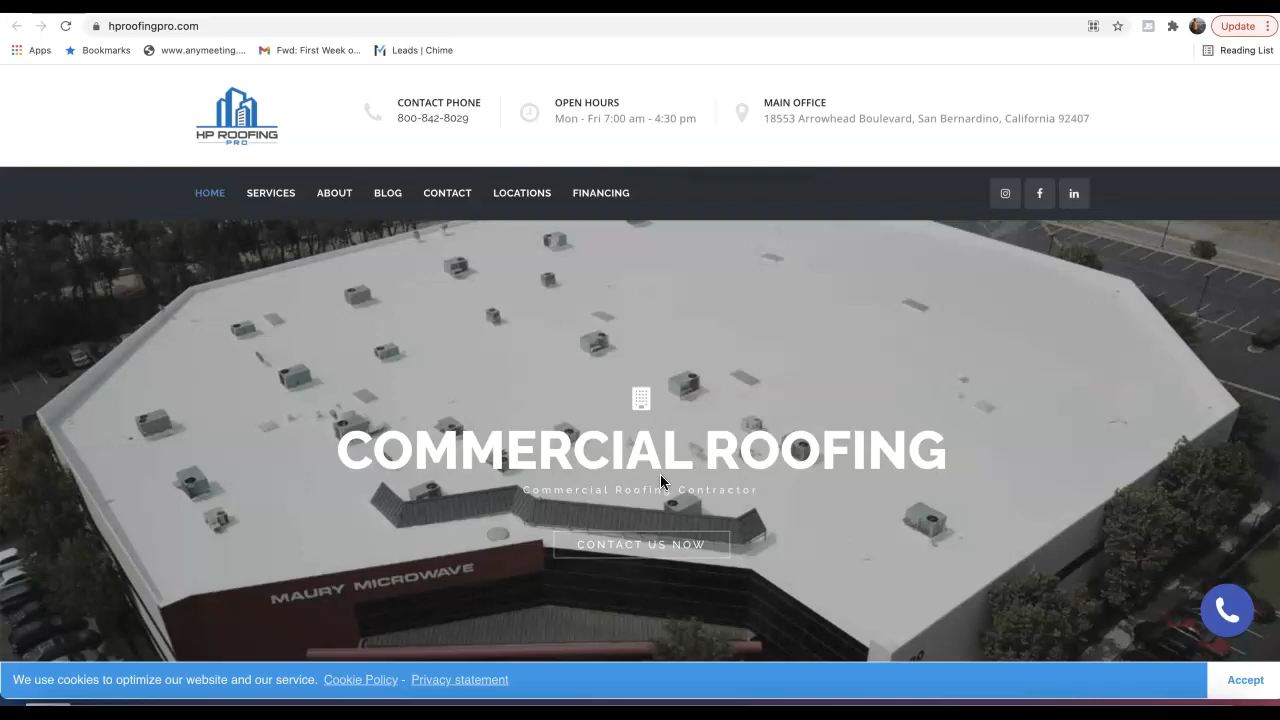 hproofingpro.com
Update
Apps
Bookmarks
www.anymeeting....
Fwd: First Week o...
Leads | Chime
Reading List
HP ROOFING
PRO
CONTACT PHONE
800-842-8029
OPEN HOURS
Mon - Fri 7:00 am - 4:30 pm
MAIN OFFICE
18553 Arrowhead Boulevard, San Bernardino, California 92407
HOME
SERVICES
ABOUT
BLOG
CONTACT
LOCATIONS
FINANCING
COMMERCIAL ROOFING
Commercial Roofing Contractor
CONTACT US NOW
MAURY MICROWAVE
We use cookies to optimize our website and our service. Cookie Policy - Privacy statement
Accept